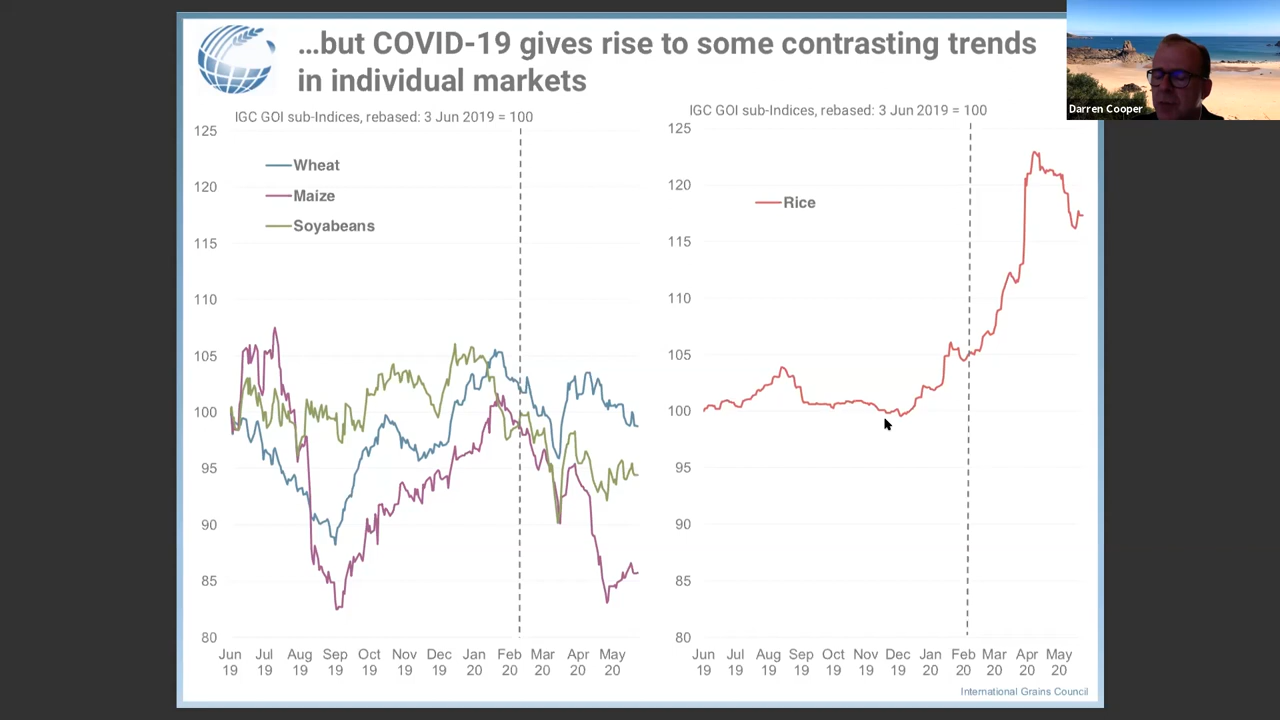 ...but COVID-19 gives rise to some contrasting trends
in individual markets
Darren Cooper
IGC GOI sub-Indices, rebased: 3 Jun 2019 = 100
125
120
115
110
105
100
95
90
85
80
Wheat
Maize
Soyabeans
Jun Jul Aug Sep Oct Nov Dec Jan Feb Mar Apr May
19 19 19 19 19 19 19 20 20 20 20 20
IGC GOI sub-Indices, rebased: 3 Jun 2019 = 100
125
120
115
110
105
100
95
90
85
80
Rice
Jun Jul Aug Sep Oct Nov Dec Jan Feb Mar Apr May
19 19 19 19 19 19 19 20 20 20 20 20
International Grains Council